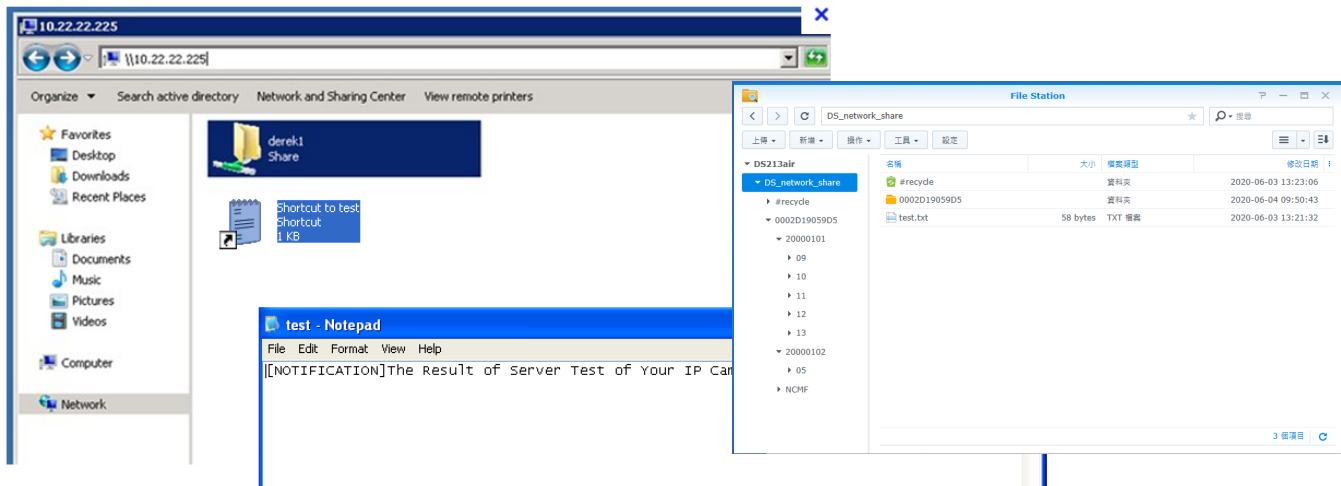 10.22.22.225
\\10.22.22.225
Organize Search active directory Network and Sharing Center View remote printers
Favorites
Desktop
Downloads
Recent Places
Libraries
Documents
Music
Pictures
Videos
Computer
Network
derek1
Share
Shortcut to test
Shortcut
1 KB
test - Notepad
File Edit Format View Help
[NOTIFICATION]The Result of Server Test of Your IP Cam
File Station
DS_network_share
搜尋
上傳 新增 操作 工具 設定
DS213air
DS_network_share
#recycle
0002D19059D5
20000101
09
10
11
12
13
20000102
05
NCMF
名稱 大小 檔案類型 修改日期
#recycle 資料夾 2020-06-03 13:23:06
0002D19059D5 資料夾 2020-06-04 09:50:43
test.txt 58 bytes TXT 檔案 2020-06-03 13:21:32
3 個項目